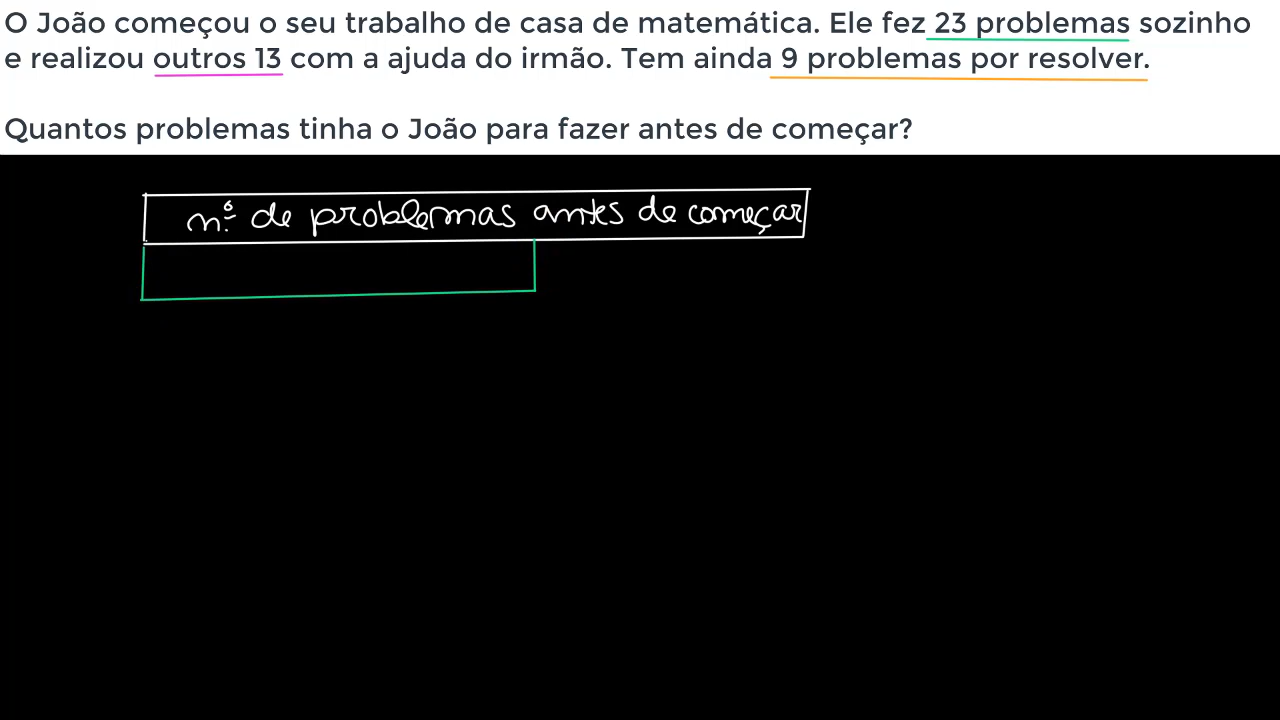 O João começou o seu trabalho de casa de matemática. Ele fez 23 problemas sozinho
e realizou outros 13 com a ajuda do irmão. Tem ainda 9 problemas por resolver.
Quantos problemas tinha o João para fazer antes de começar?
n.º de problemas antes de começar